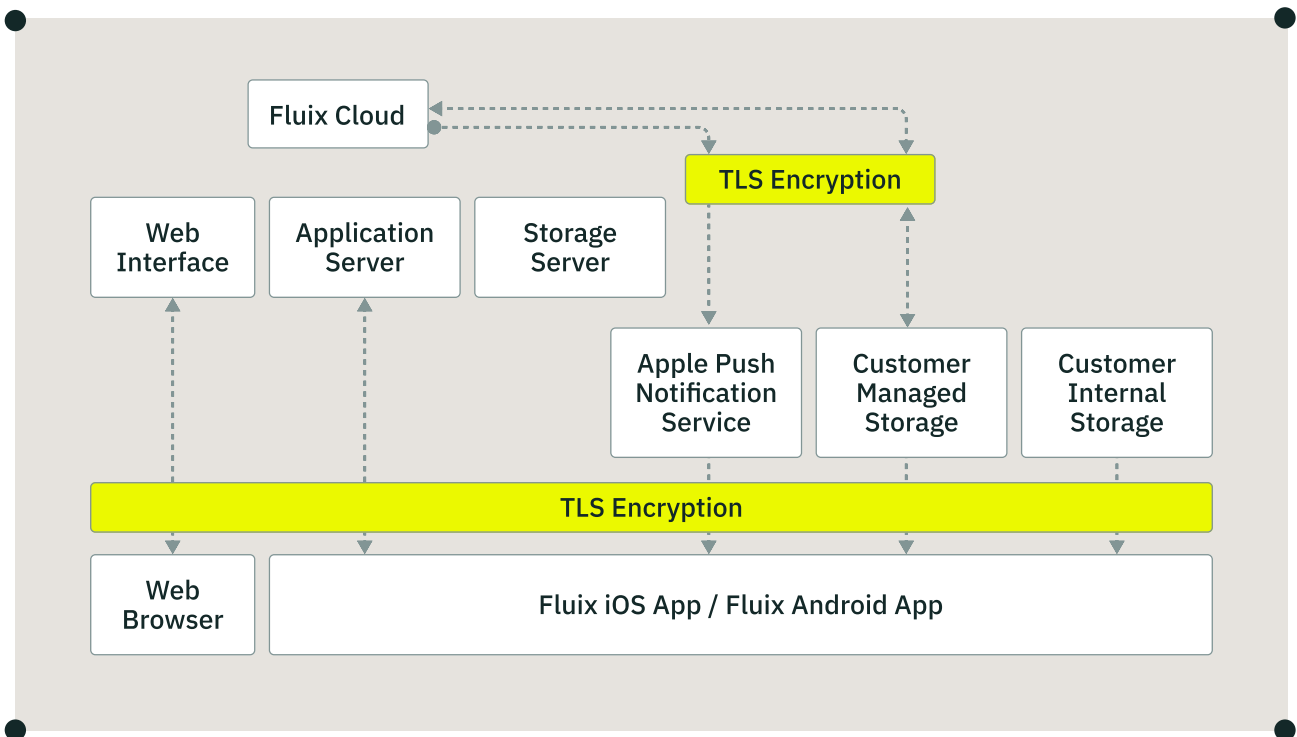 Fluix Cloud
TLS Encryption
Web
Interface
Application
Server
Storage
Server
Apple Push
Notification
Service
Customer
Managed
Storage
Customer
Internal
Storage
TLS Encryption
Web
Browser
Fluix iOS App / Fluix Android App